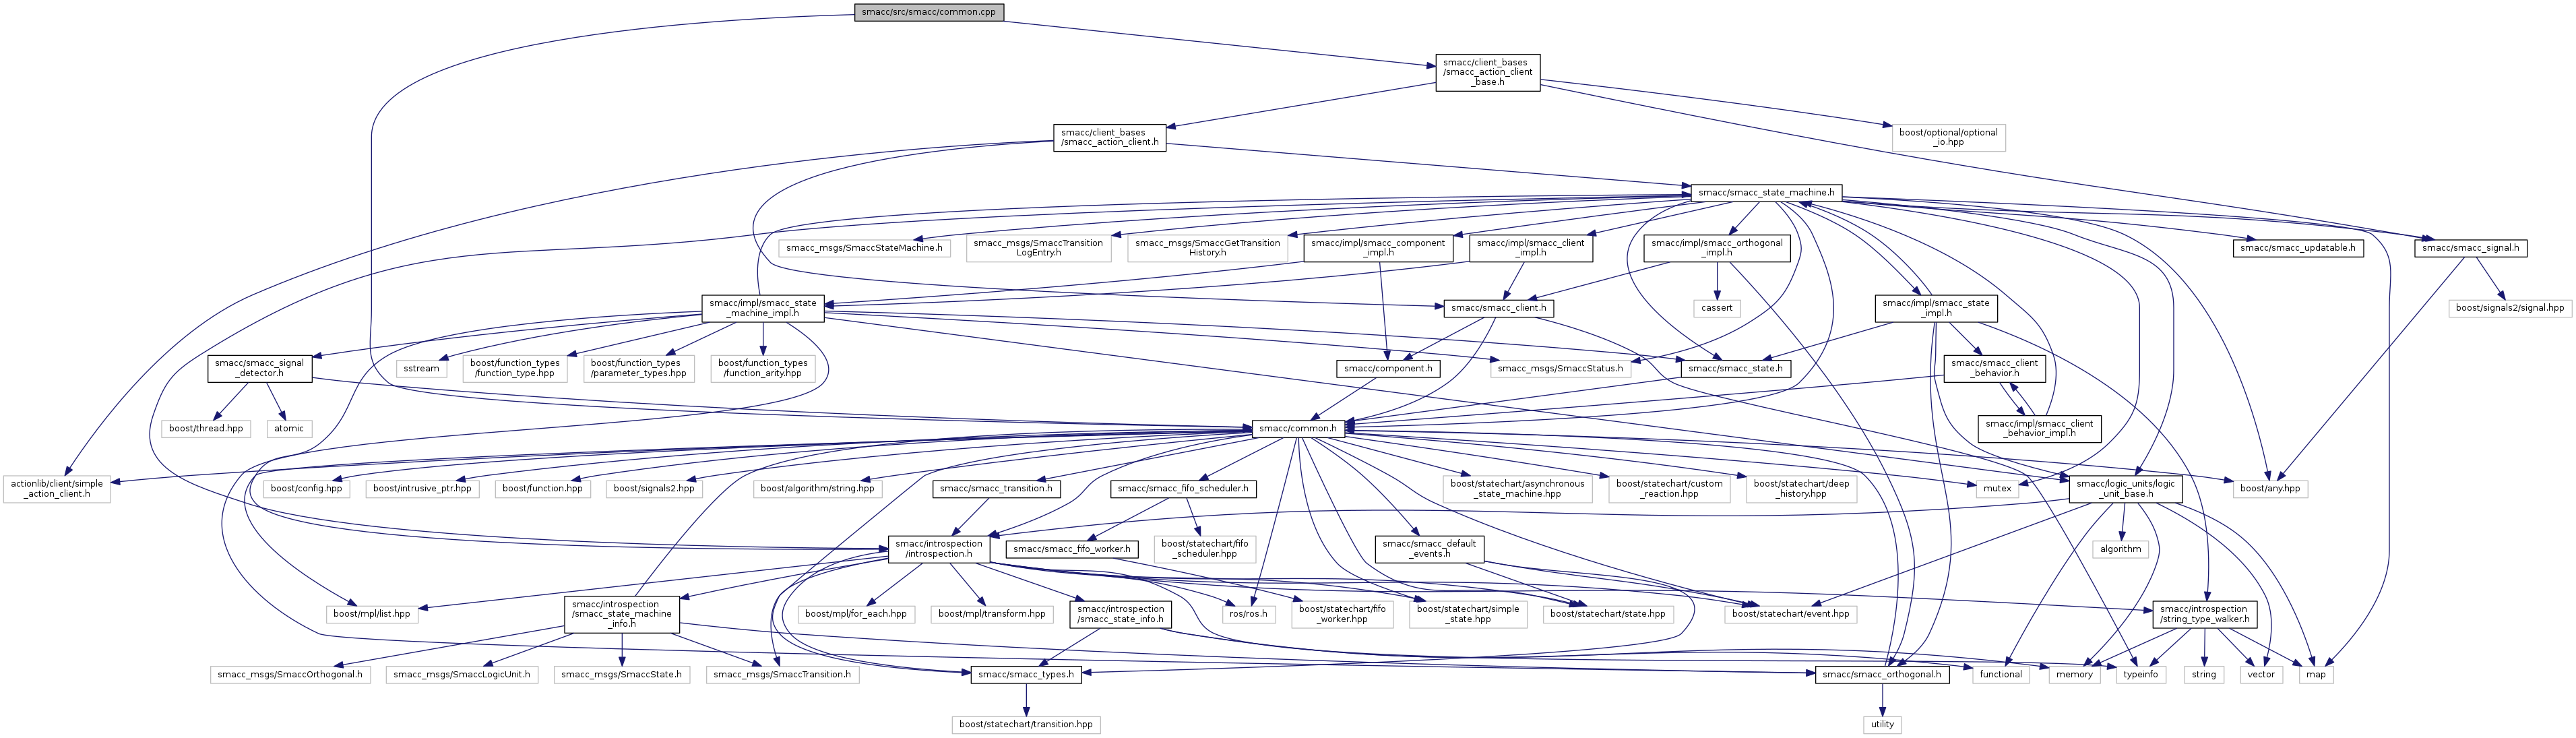 smacc/src/smacc/common.cpp
smacc/client_bases
/smacc_action_client
_base.h
smacc/client_bases
/smacc_action_client.h
boost/optional/optional
_io.hpp
smacc/smacc_state_machine.h
smacc_msgs/SmaccStateMachine.h
smacc_msgs/SmaccTransition
LogEntry.h
smacc_msgs/SmaccGetTransition
History.h
smacc/impl/smacc_component
_impl.h
smacc/impl/smacc_client
_impl.h
smacc/impl/smacc_orthogonal
_impl.h
smacc/smacc_updatable.h
smacc/smacc_signal.h
smacc/impl/smacc_state
_machine_impl.h
smacc/smacc_client.h
cassert
smacc/impl/smacc_state
_impl.h
boost/signals2/signal.hpp
smacc/smacc_signal
_detector.h
sstream
boost/function_types
/function_type.hpp
boost/function_types
/parameter_types.hpp
boost/function_types
/function_arity.hpp
smacc/component.h
smacc_msgs/SmaccStatus.h
smacc/smacc_state.h
smacc/smacc_client
_behavior.h
boost/thread.hpp
atomic
smacc/common.h
smacc/impl/smacc_client
_behavior_impl.h
actionlib/client/simple
_action_client.h
boost/config.hpp
boost/intrusive_ptr.hpp
boost/function.hpp
boost/signals2.hpp
boost/algorithm/string.hpp
smacc/smacc_transition.h
smacc/smacc_fifo_scheduler.h
boost/statechart/asynchronous
_state_machine.hpp
boost/statechart/custom
_reaction.hpp
boost/statechart/deep
_history.hpp
mutex
smacc/logic_units/logic
_unit_base.h
boost/any.hpp
smacc/introspection
/introspection.h
smacc/smacc_fifo_worker.h
boost/statechart/fifo
_scheduler.hpp
smacc/smacc_default
_events.h
algorithm
boost/mpl/list.hpp
smacc/introspection
/smacc_state_machine
_info.h
boost/mpl/for_each.hpp
boost/mpl/transform.hpp
smacc/introspection
/smacc_state_info.h
ros/ros.h
boost/statechart/fifo
_worker.hpp
boost/statechart/simple
_state.hpp
boost/statechart/state.hpp
boost/statechart/event.hpp
smacc/introspection
/string_type_walker.h
smacc_msgs/SmaccOrthogonal.h
smacc_msgs/SmaccLogicUnit.h
smacc_msgs/SmaccState.h
smacc_msgs/SmaccTransition.h
smacc/smacc_types.h
smacc/smacc_orthogonal.h
functional
memory
typeinfo
string
vector
map
boost/statechart/transition.hpp
utility